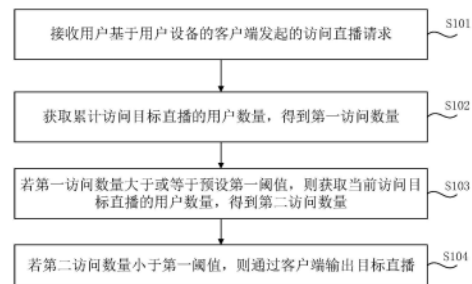 接收用户基于用户设备的客户端发起的访问直播请求
S101
获取累计访问目标直播的用户数量，得到第一访问数量
S102
若第一访问数量大于或等于预设第一阈值，则获取当前访问目
标直播的用户数量，得到第二访问数量
S103
若第二访问数量小于第一阈值，则通过客户端输出目标直播
S104